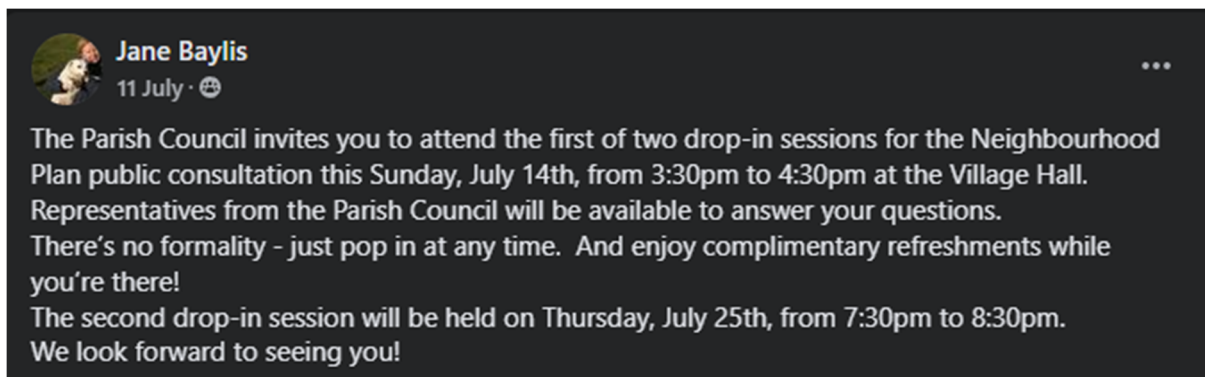 Jane Baylis
11 July ·
The Parish Council invites you to attend the first of two drop-in sessions for the Neighbourhood
Plan public consultation this Sunday, July 14th, from 3:30pm to 4:30pm at the Village Hall.
Representatives from the Parish Council will be available to answer your questions.
There's no formality - just pop in at any time.  And enjoy complimentary refreshments while
you're there!
The second drop-in session will be held on Thursday, July 25th, from 7:30pm to 8:30pm.
We look forward to seeing you!